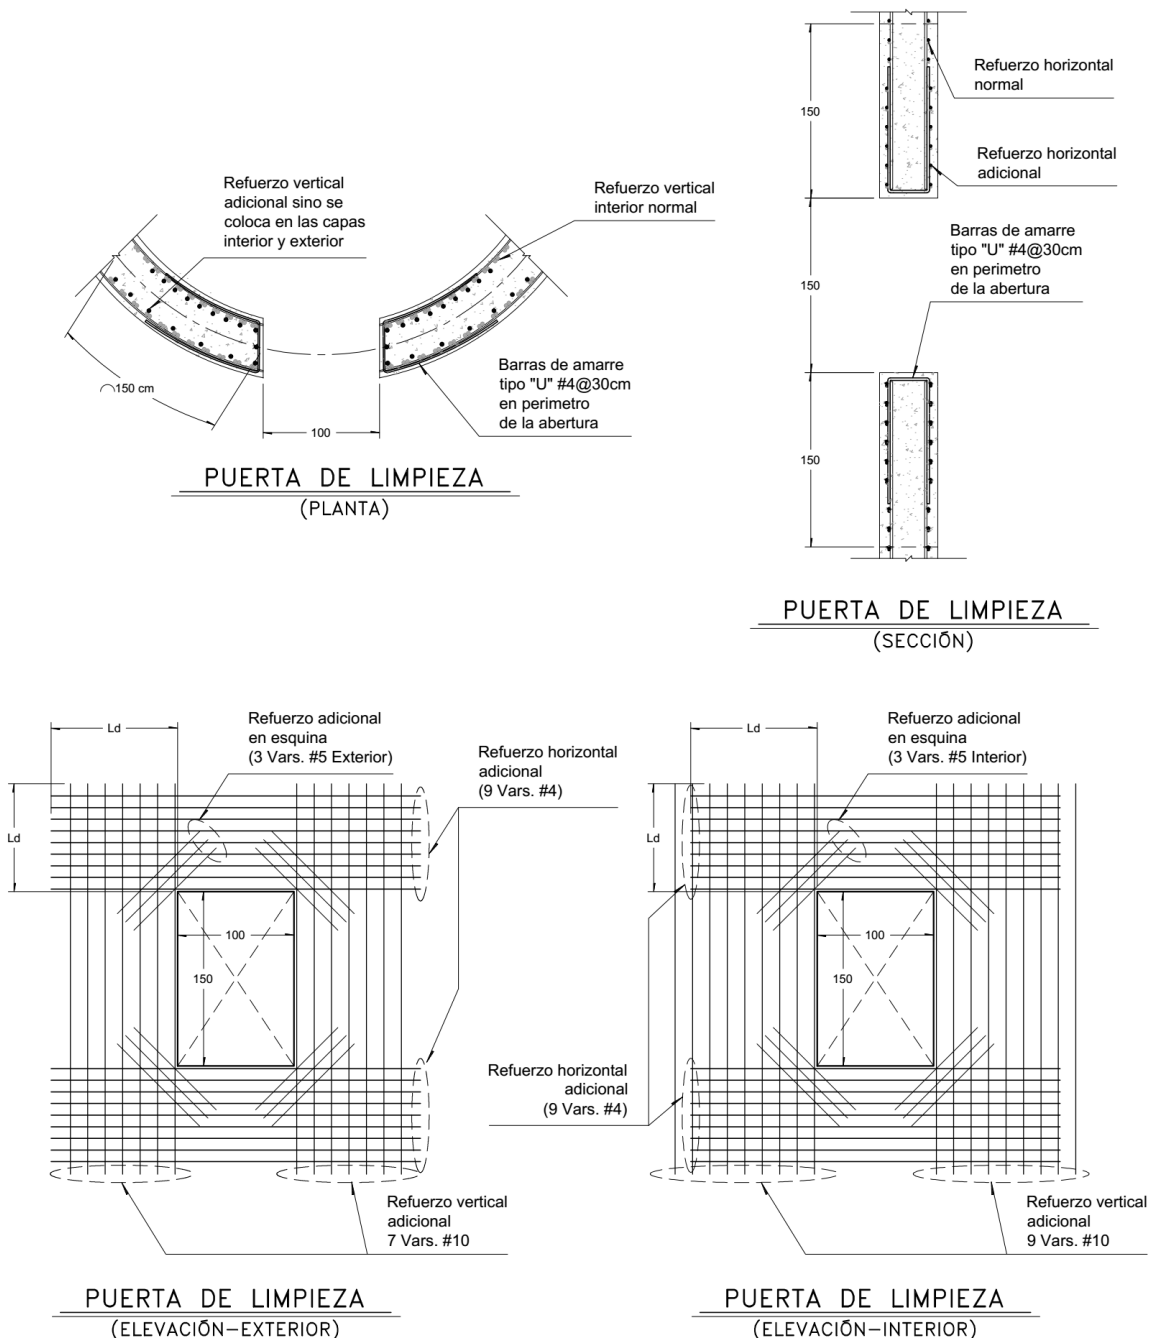 Refuerzo vertical
adicional sino se
coloca en las capas
interior y exterior
Refuerzo vertical
interior normal
150 cm
100
Barras de amarre
tipo "U" #4@30cm
en perimetro
de la abertura
PUERTA DE LIMPIEZA
(PLANTA)
Refuerzo horizontal
normal
150
Refuerzo horizontal
adicional
Barras de amarre
tipo "U" #4@30cm
en perimetro
de la abertura
150
150
PUERTA DE LIMPIEZA
(SECCIÓN)
Refuerzo adicional
en esquina
(3 Vars. #5 Exterior)
Ld
Ld
Refuerzo horizontal
adicional
(9 Vars. #4)
100
150
Refuerzo vertical
adicional
7 Vars. #10
PUERTA DE LIMPIEZA
(ELEVACIÓN-EXTERIOR)
Refuerzo adicional
en esquina
(3 Vars. #5 Interior)
Ld
Ld
100
150
Refuerzo horizontal
adicional
(9 Vars. #4)
Refuerzo vertical
adicional
9 Vars. #10
PUERTA DE LIMPIEZA
(ELEVACIÓN-INTERIOR)